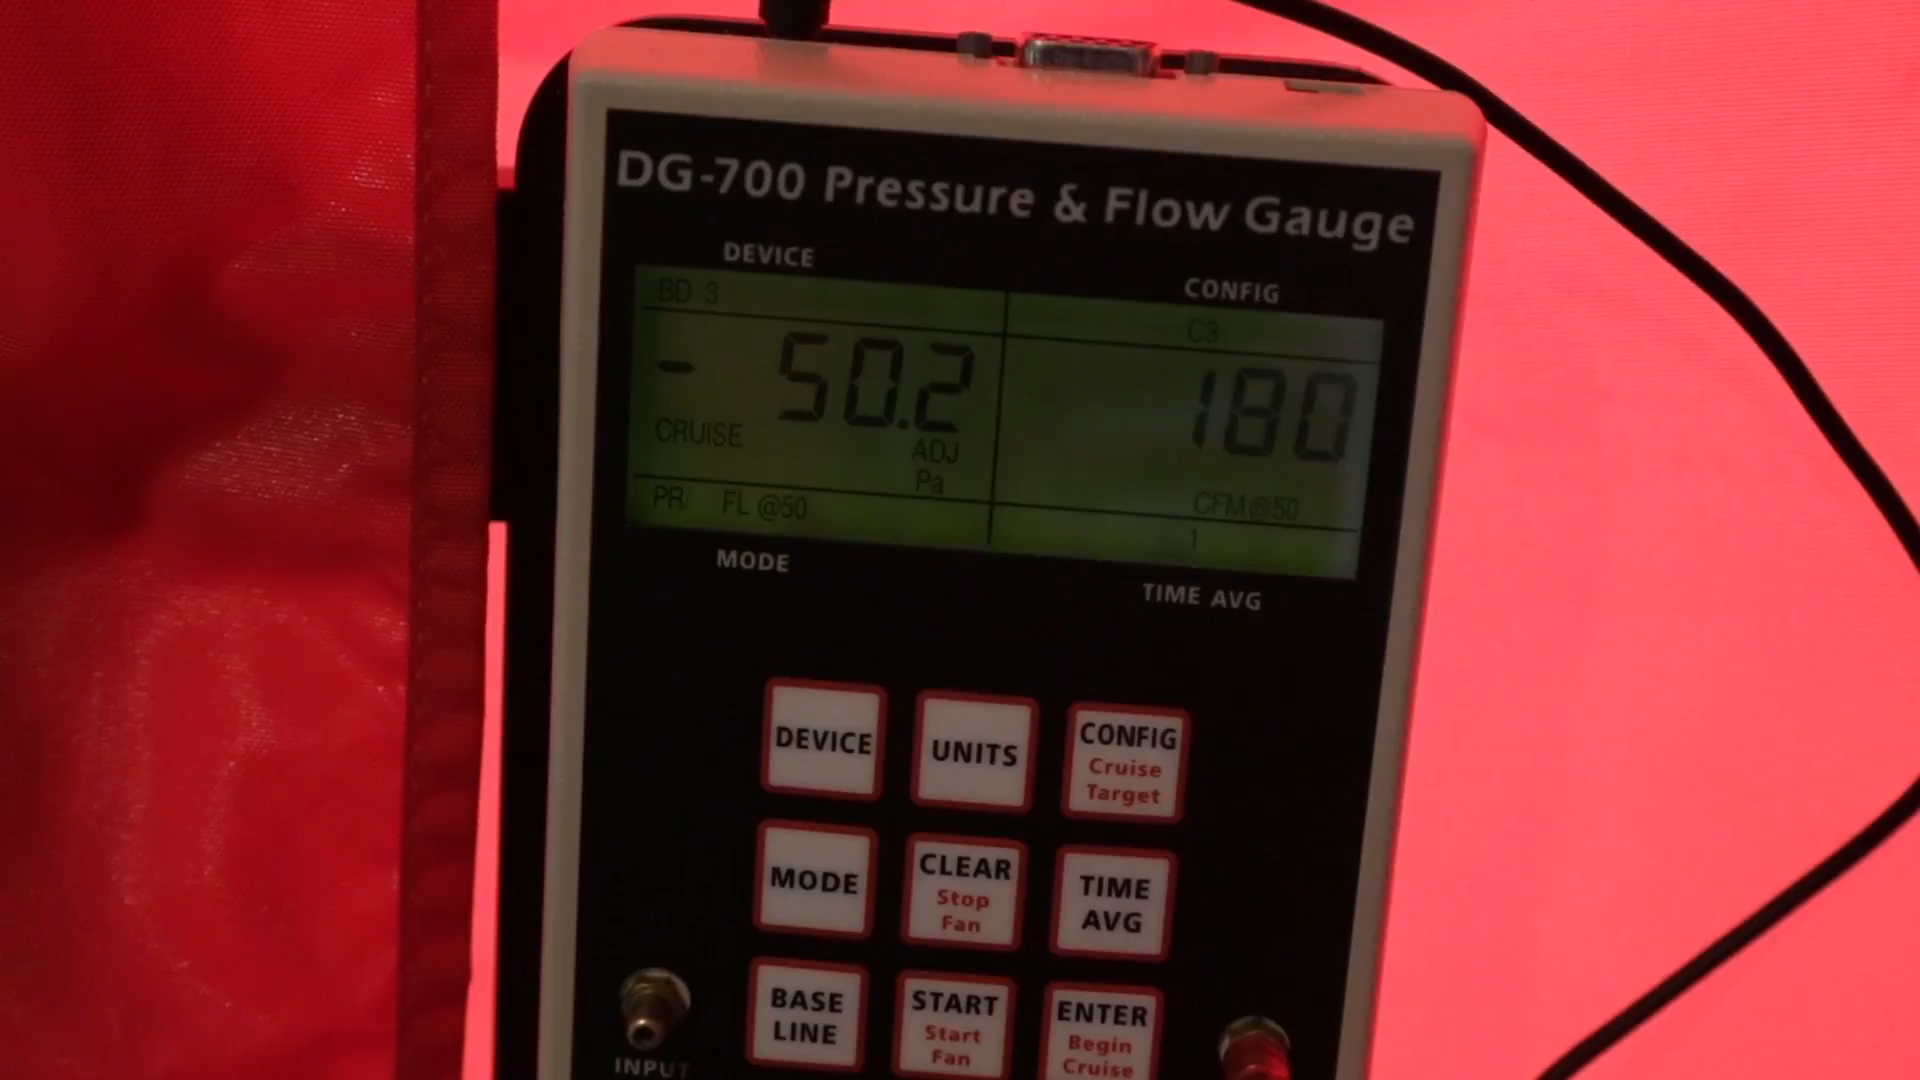 DG-700 Pressure & Flow Gauge
DEVICE
CONFIG
BD 3
C3
- 50.2
180
CRUISE
ADJ
Pa
PR/ FL @50
CFM@50
1
MODE
TIME AVG
DEVICE
UNITS
CONFIG
Cruise
Target
MODE
CLEAR
Stop
Fan
TIME
AVG
BASE
LINE
START
Start
Fan
ENTER
Begin
Cruise
INPUT